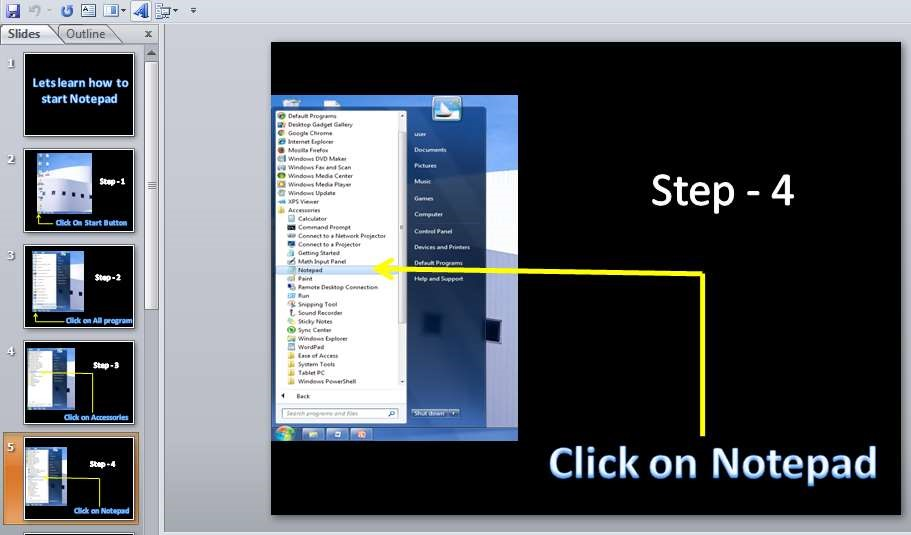 Slides
Outline
x
1
Lets learn how to
start Notepad
2
Step - 1
Click On Start Button
3
Step - 2
Click on All program
4
Step - 3
Click on Accessories
5
Step - 4
Click on Notepad
Default Programs
Desktop Gadget Gallery
Google Chrome
Internet Explorer
Mozilla Firefox
Windows DVD Maker
Windows Fax and Scan
Windows Media Center
Windows Media Player
Windows Update
XPS Viewer
Accessories
Calculator
Command Prompt
Connect to a Network Projector
Connect to a Projector
Getting Started
Math Input Panel
Notepad
Paint
Remote Desktop Connection
Run
Snipping Tool
Sound Recorder
Sticky Notes
Sync Center
Windows Explorer
WordPad
Ease of Access
System Tools
Tablet PC
Windows PowerShell
Back
Search programs and files
user
Documents
Pictures
Music
Games
Computer
Control Panel
Devices and Printers
Default Programs
Help and Support
Shut down
Step - 4
Click on Notepad